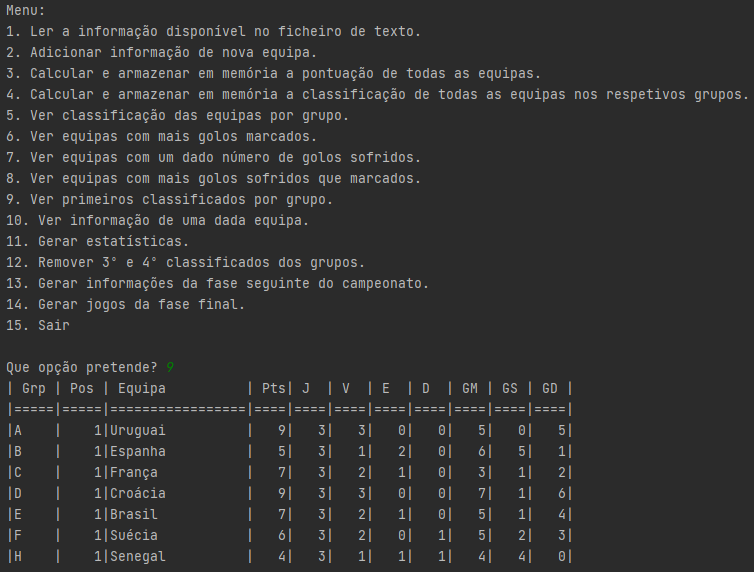 Menu:
1. Ler a informação disponível no ficheiro de texto.
2. Adicionar informação de nova equipa.
3. Calcular e armazenar em memória a pontuação de todas as equipas.
4. Calcular e armazenar em memória a classificação de todas as equipas nos respetivos grupos.
5. Ver classificação das equipas por grupo.
6. Ver equipas com mais golos marcados.
7. Ver equipas com um dado número de golos sofridos.
8. Ver equipas com mais golos sofridos que marcados.
9. Ver primeiros classificados por grupo.
10. Ver informação de uma dada equipa.
11. Gerar estatísticas.
12. Remover 3° e 4° classificados dos grupos.
13. Gerar informações da fase seguinte do campeonato.
14. Gerar jogos da fase final.
15. Sair
Que opção pretende? 9
| Grp | Pos | Equipa          | Pts| J  | V  | E  | D  | GM | GS | GD |
|=====|=====|=================|====|====|====|====|====|====|====|====|
|A    |    1|Uruguai          |   9|   3|   3|   0|   0|   5|   0|   5|
|B    |    1|Espanha          |   5|   3|   1|   2|   0|   6|   5|   1|
|C    |    1|França           |   7|   3|   2|   1|   0|   3|   1|   2|
|D    |    1|Croácia          |   9|   3|   3|   0|   0|   7|   1|   6|
|E    |    1|Brasil           |   7|   3|   2|   1|   0|   5|   1|   4|
|F    |    1|Suécia           |   6|   3|   2|   0|   1|   5|   2|   3|
|H    |    1|Senegal          |   4|   3|   1|   1|   1|   4|   4|   0|